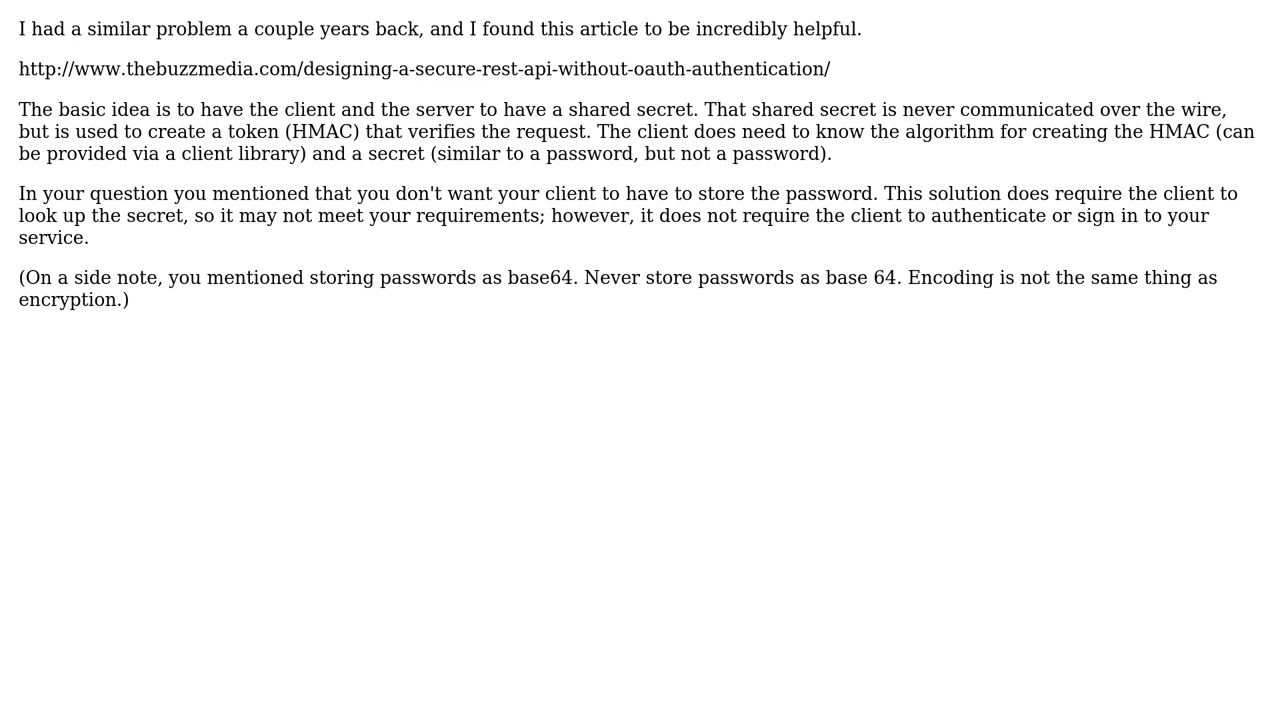 I had a similar problem a couple years back, and I found this article to be incredibly helpful.
http://www.thebuzzmedia.com/designing-a-secure-rest-api-without-oauth-authentication/
The basic idea is to have the client and the server to have a shared secret. That shared secret is never communicated over the wire,
but is used to create a token (HMAC) that verifies the request. The client does need to know the algorithm for creating the HMAC (can
be provided via a client library) and a secret (similar to a password, but not a password).
In your question you mentioned that you don't want your client to have to store the password. This solution does require the client to
look up the secret, so it may not meet your requirements; however, it does not require the client to authenticate or sign in to your
service.
(On a side note, you mentioned storing passwords as base64. Never store passwords as base 64. Encoding is not the same thing as
encryption.)